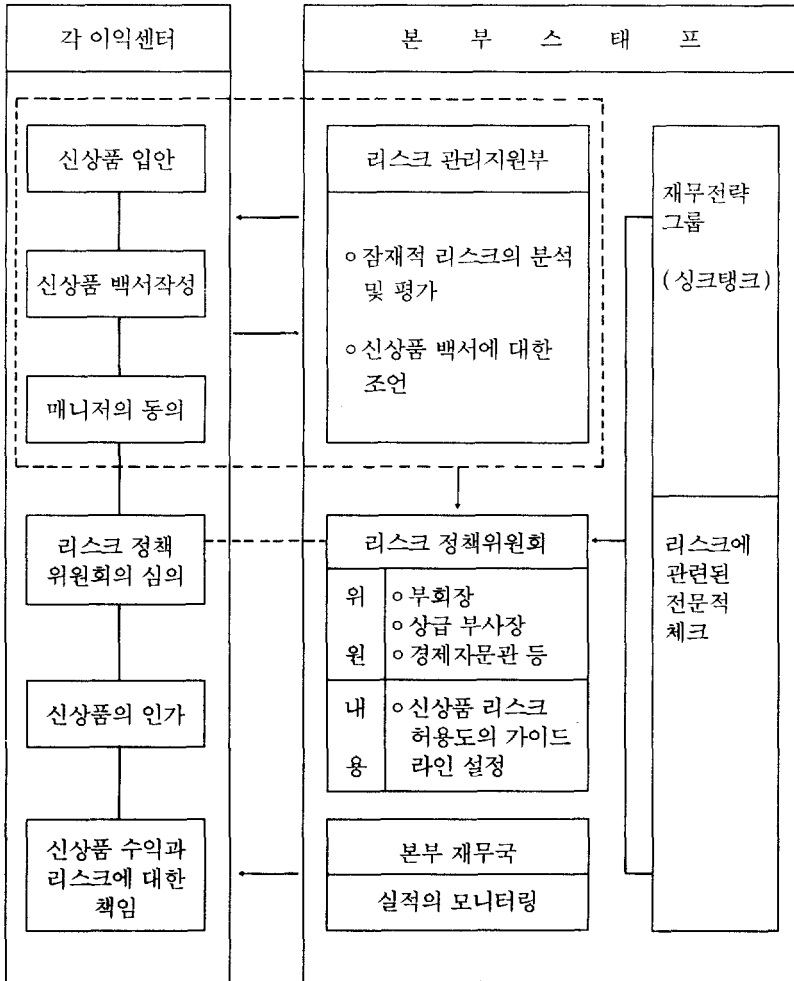 각 이익센터
본 부 스 태 프
신상품 입안
신상품 백서작성
매니저의 동의
리스크 정책
위원회의 심의
신상품의 인가
신상품 수익과
리스크에 대한
책임
리스크 관리지원부
o 잠재적 리스크의 분석
및 평가
o 신상품 백서에 대한
조언
리스크 정책위원회
위
원
o 부회장
o 상급 부사장
o 경제자문관 등
내
용
o 신상품 리스크
허용도의 가이드
라인 설정
본부 재무국
실적의 모니터링
재무전략
그룹
(싱크탱크)
리스크에
관련된
전문적
체크